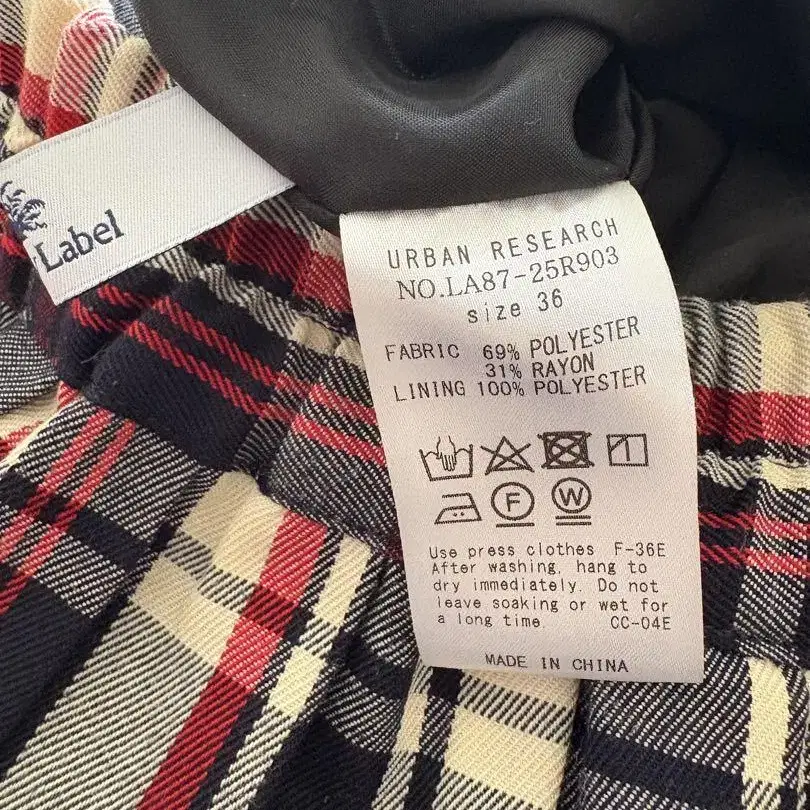 Label
URBAN RESEARCH
NO.LA87-25R903
size 36
FABRIC 69% POLYESTER
31% RAYON
LINING 100% POLYESTER
F W
Use press clothes F-36E
After washing, hang to
dry immediately. Do not
leave soaking or wet for
a long time. CC-04E
MADE IN CHINA